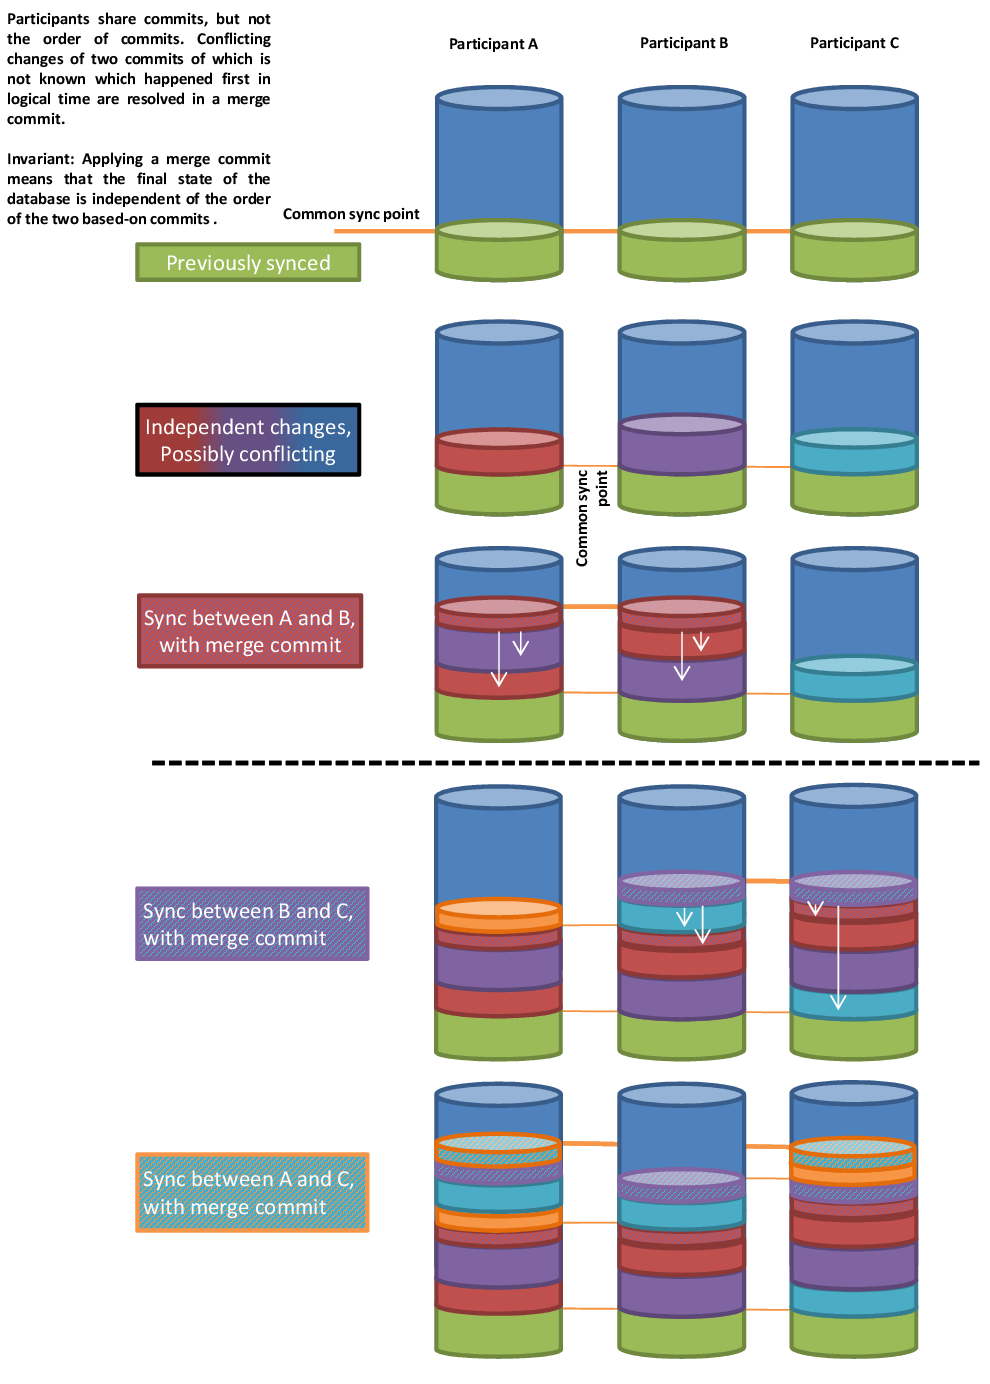 Participants share commits, but not
the order of commits. Conflicting
changes of two commits of which is
not known which happened first in
logical time are resolved in a merge
commit.
Invariant: Applying a merge commit
means that the final state of the
database is independent of the order
of the two based-on commits .
Participant A
Participant B
Participant C
Common sync point
Previously synced
Independent changes,
Possibly conflicting
Common sync
point
Sync between A and B,
with merge commit
Sync between B and C,
with merge commit
Sync between A and C,
with merge commit